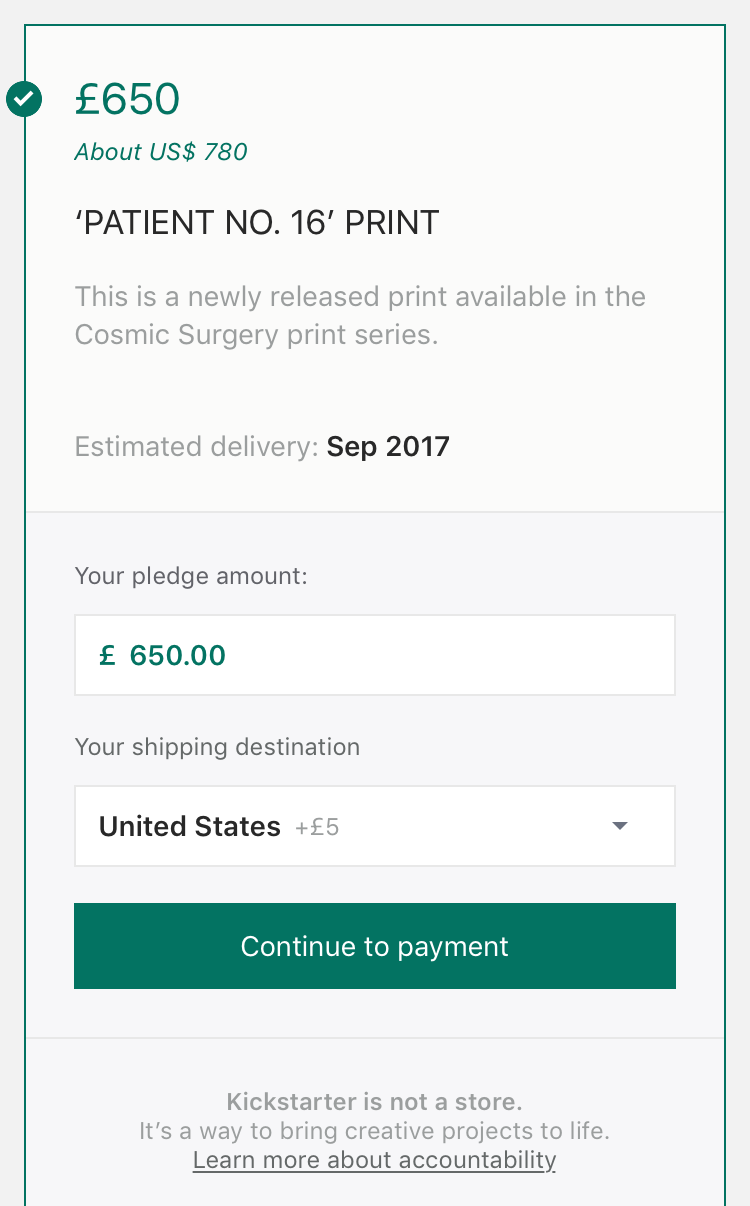 £650
About US$ 780
‘PATIENT NO. 16’ PRINT
This is a newly released print available in the
Cosmic Surgery print series.
Estimated delivery: Sep 2017
Your pledge amount:
£ 650.00
Your shipping destination
United States +£5
Continue to payment
Kickstarter is not a store.
It’s a way to bring creative projects to life.
Learn more about accountability